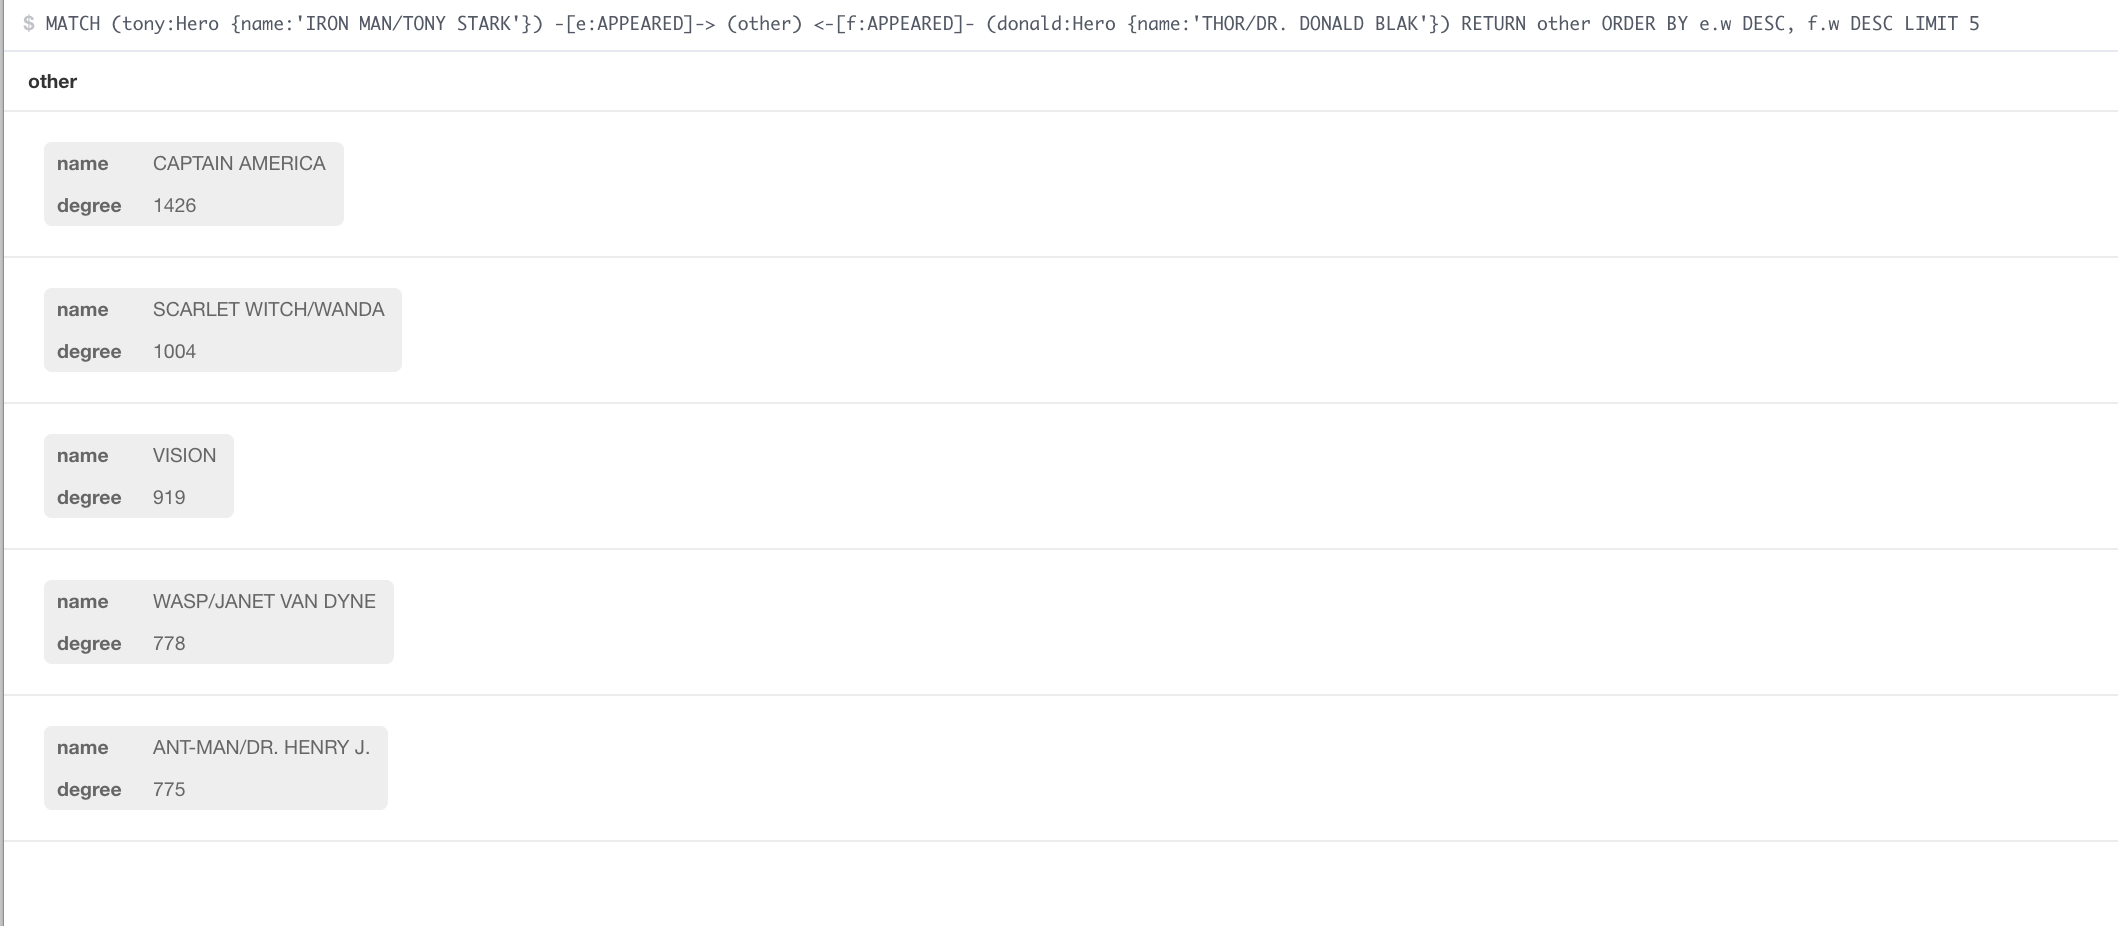 $ MATCH (tony:Hero {name:'IRON MAN/TONY STARK'}) -[e:APPEARED]-> (other) <-[f:APPEARED]- (donald:Hero {name:'THOR/DR. DONALD BLAK'}) RETURN other ORDER BY e.w DESC, f.w DESC LIMIT 5
other
name CAPTAIN AMERICA
degree 1426
name SCARLET WITCH/WANDA
degree 1004
name VISION
degree 919
name WASP/JANET VAN DYNE
degree 778
name ANT-MAN/DR. HENRY J.
degree 775